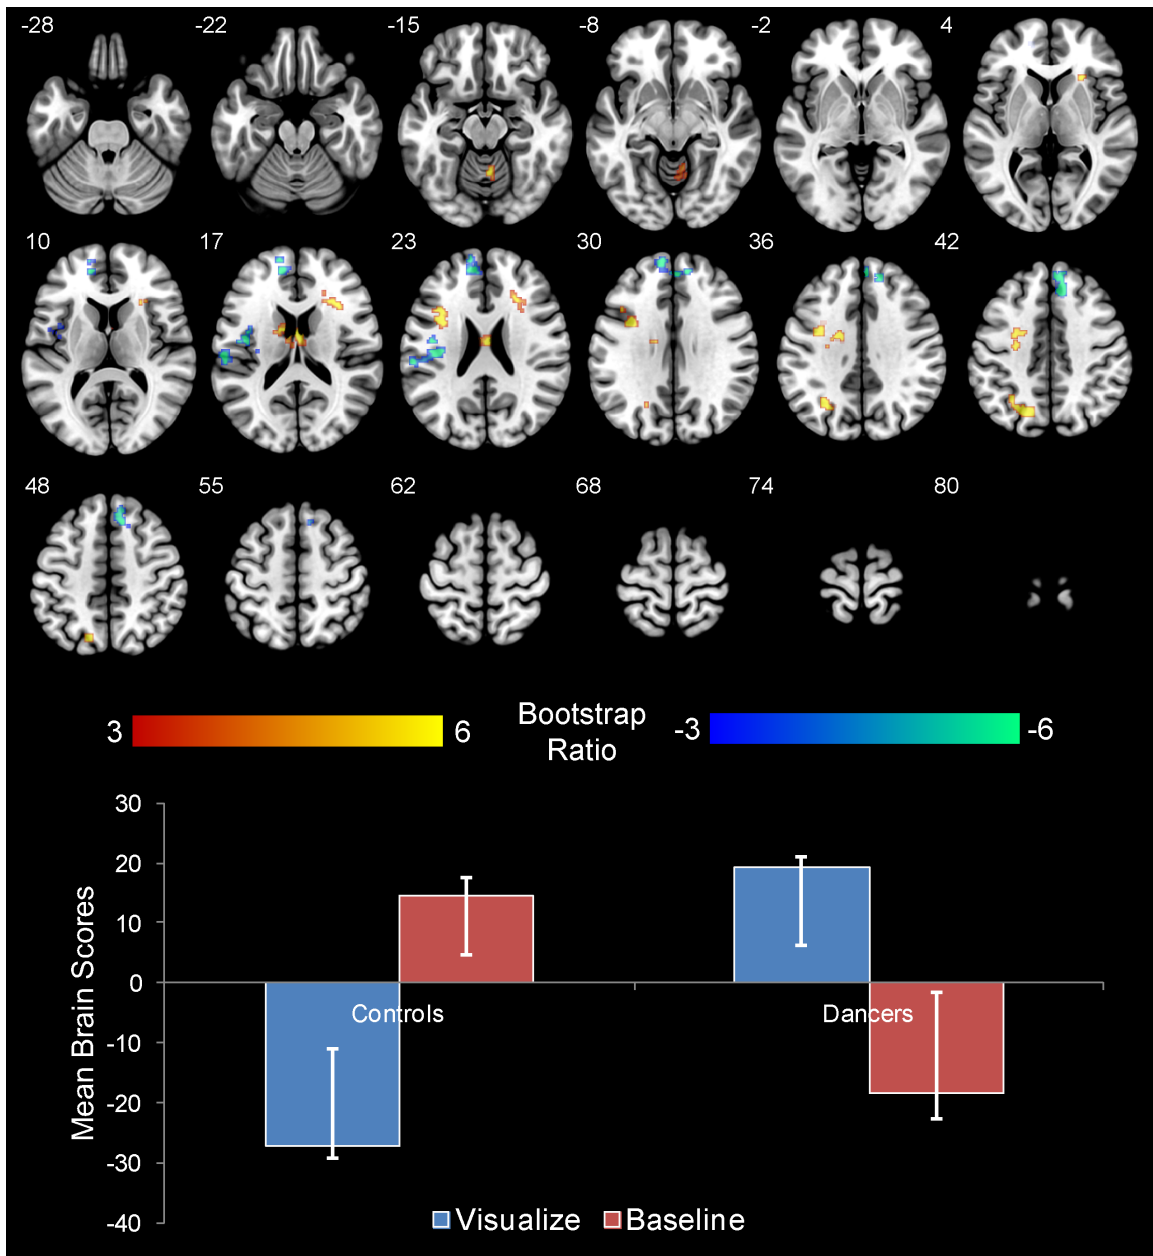 -28 -22 -15 -8 -2 4
10 17 23 30 36 42
48 55 62 68 74 80
3 6 Bootstrap Ratio -3 -6
30
20
10
0
-10
-20
-30
-40
Mean Brain Scores
Controls Dancers
Visualize Baseline